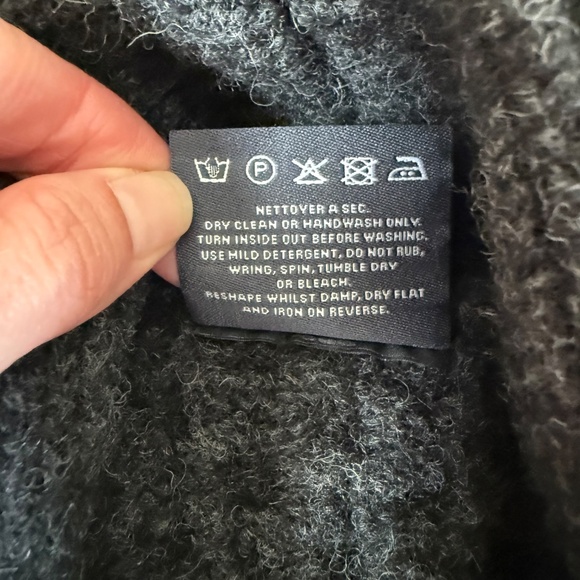 P
NETTOYER A SEC.
DRY CLEAN OR HANDWASH ONLY.
TURN INSIDE OUT BEFORE WASHING.
USE MILD DETERGENT, DO NOT RUB,
WRING, SPIN, TUMBLE DRY
OR BLEACH.
RESHAPE WHILST DAMP, DRY FLAT
AND IRON ON REVERSE.